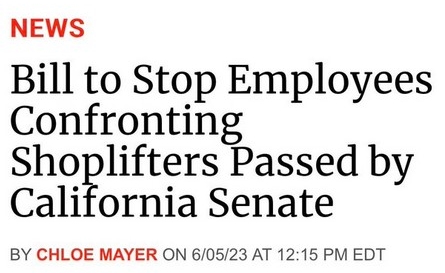 NEWS
Bill to Stop Employees
Confronting
Shoplifters Passed by
California Senate
BY CHLOE MAYER ON 6/05/23 AT 12:15 PM EDT